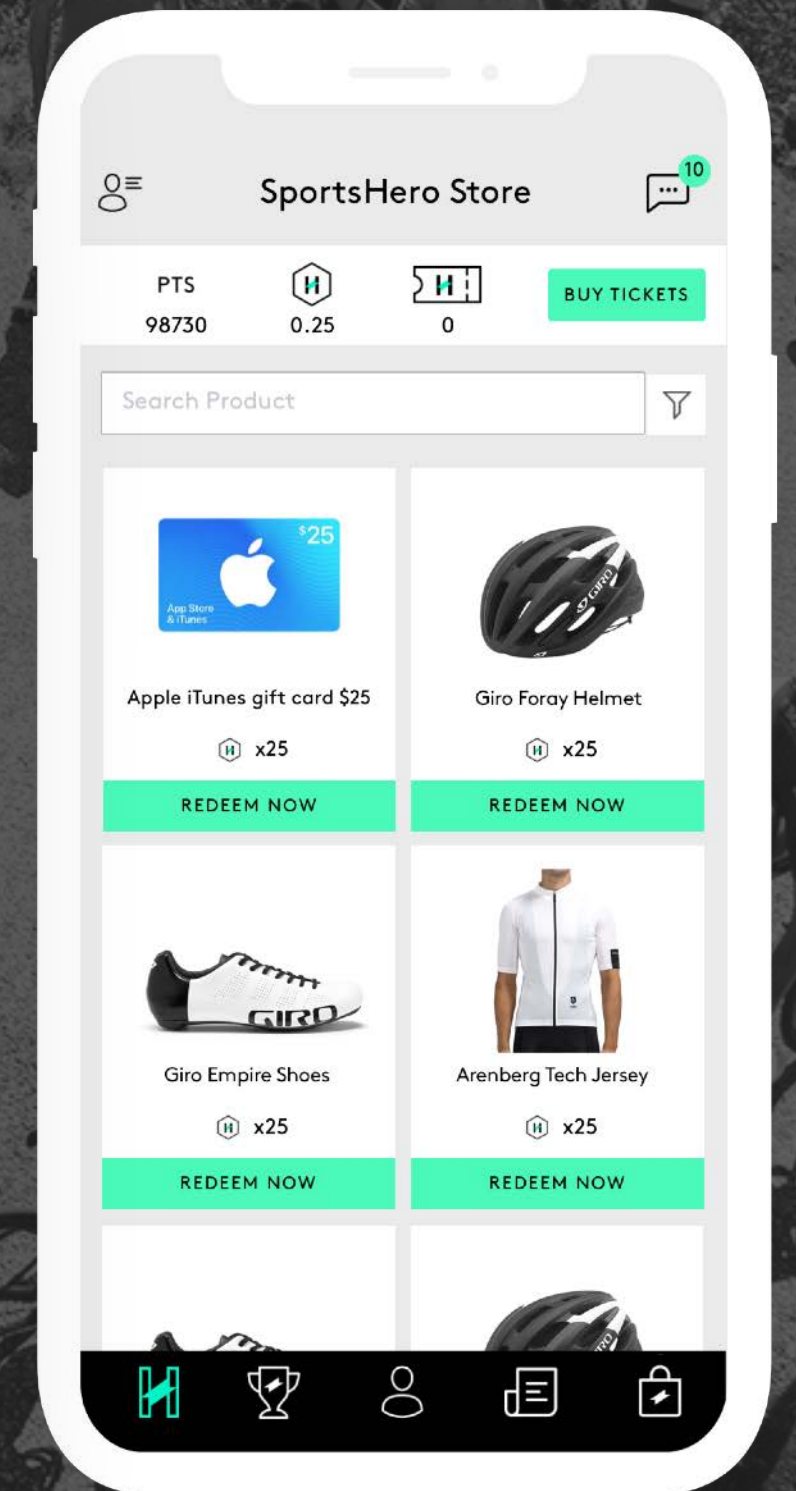 SportsHero Store
10
PTS
98730
0.25
0
BUY TICKETS
Search Product
$25
App Store
& iTunes
GIRO
Apple iTunes gift card $25
Giro Foray Helmet
x25
x25
REDEEM NOW
REDEEM NOW
GIRO
Giro Empire Shoes
Arenberg Tech Jersey
x25
x25
REDEEM NOW
REDEEM NOW